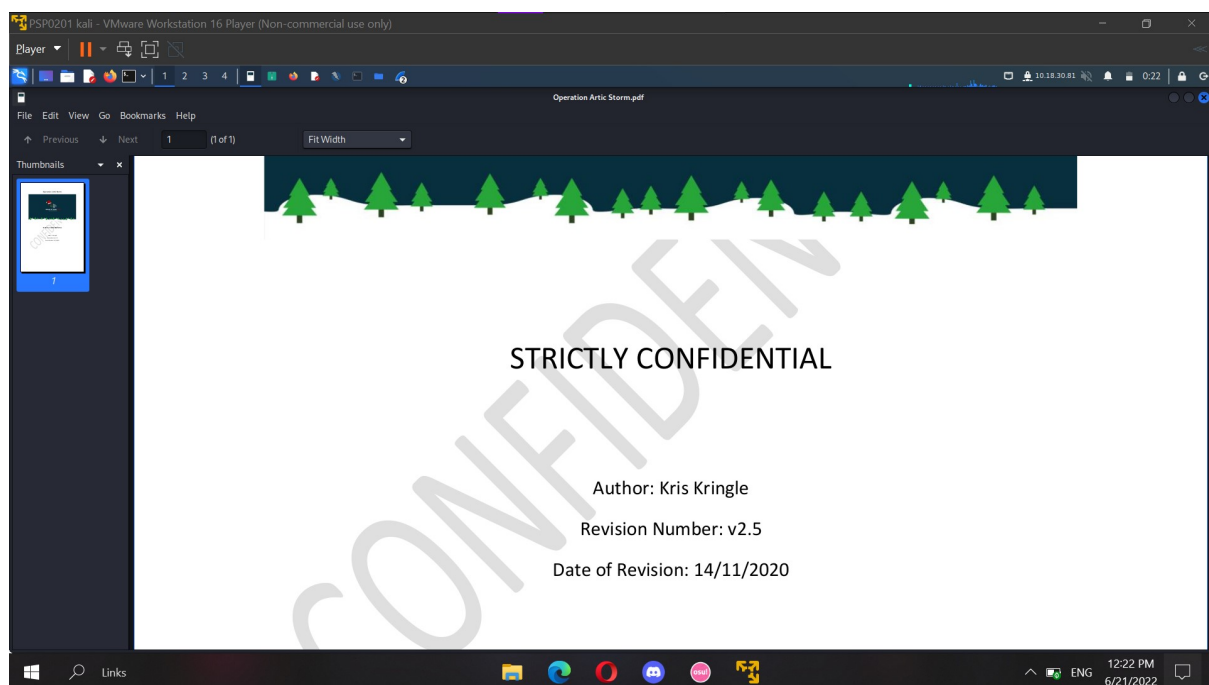 PSP0201 kali - VMware Workstation 16 Player (Non-commercial use only)
Player
1 2 3 4
10.18.30.81
0:22
Operation Artic Storm.pdf
File Edit View Go Bookmarks Help
Previous Next 1 (1 of 1) Fit Width
Thumbnails
1
CONFIDEN
STRICTLY CONFIDENTIAL
Author: Kris Kringle
Revision Number: v2.5
Date of Revision: 14/11/2020
Links
osu!
ENG
12:22 PM
6/21/2022